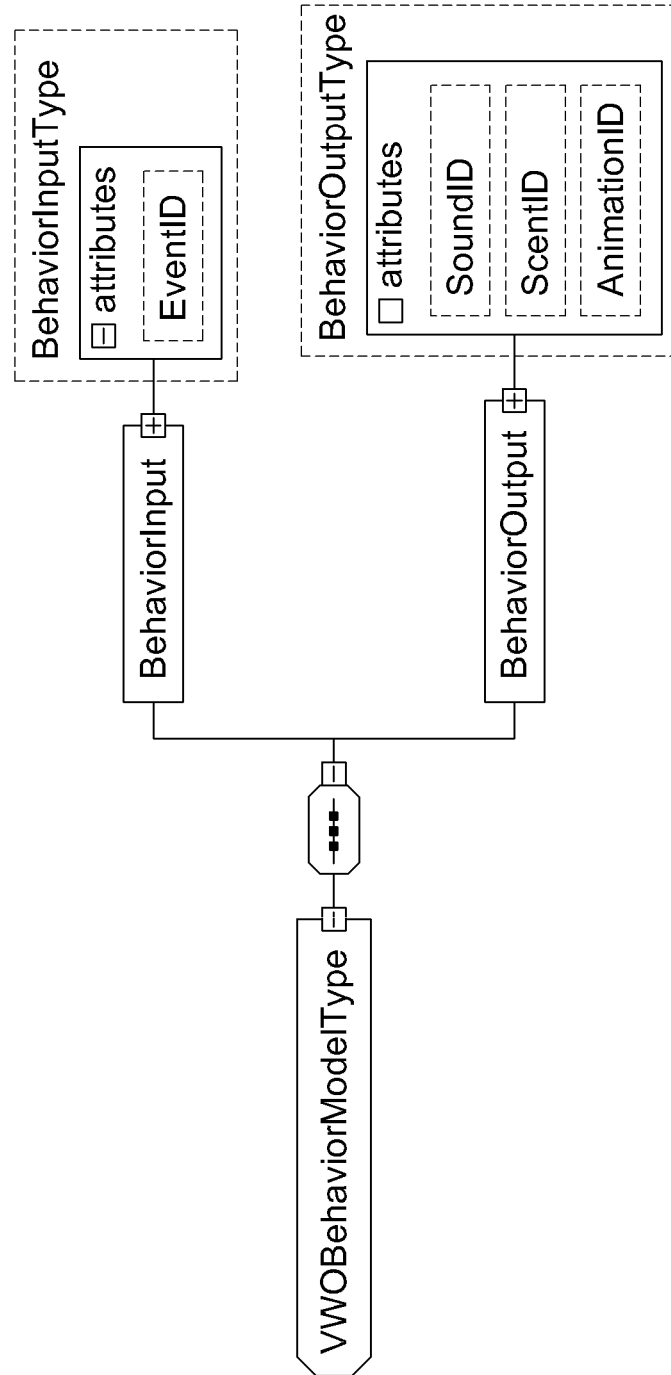 VWOBehaviorModelType
BehaviorInput
BehaviorInputType
attributes
EventID
BehaviorOutput
BehaviorOutputType
attributes
SoundID
ScentID
AnimationID